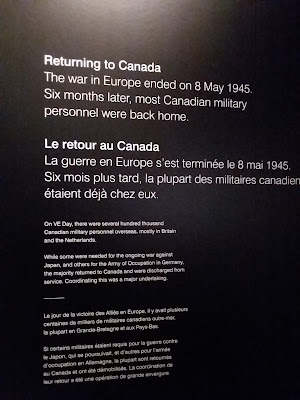 Returning to Canada
The war in Europe ended on 8 May 1945.
Six months later, most Canadian military
personnel were back home.
Le retour au Canada
La guerre en Europe s'est terminée le 8 mai 1945.
Six mois plus tard, la plupart des militaires canadien
étaient déjà chez eux.
On VE Day, there were several hundred thousand
Canadian military personnel overseas, mostly in Britain
and the Netherlands.
While some were needed for the ongoing war against
Japan, and others for the Army of Occupation in Germany,
the majority returned to Canada and were discharged from
service. Coordinating this was a major undertaking.
Le jour de la victoire des Alliés en Europe, il y avait plusieurs
centaines de milliers de militaires canadiens outre-mer,
la plupart en Grande-Bretagne et aux Pays-Bas.
Si certains militaires étaient requis pour la guerre contre
le Japon, qui se poursuivait, et d'autres pour l'armée
d'occupation en Allemagne, la plupart sont retournés
au Canada et ont été démobilisés. La coordination de
leur retour a été une opération de grande envergure.